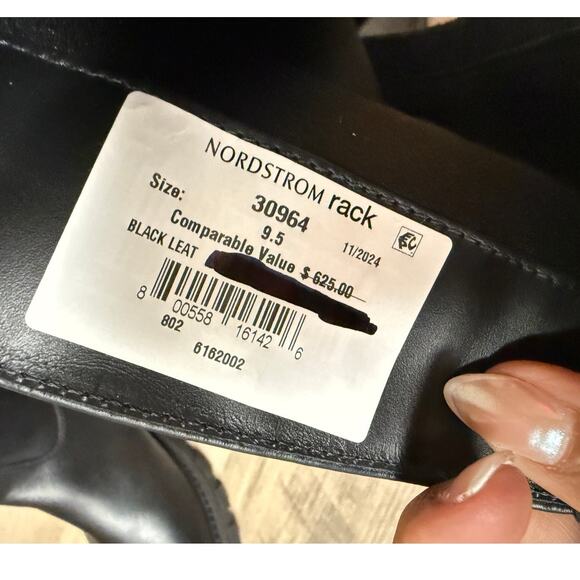 NORDSTROM rack
30964
Size: 9.5 11/2024
Comparable Value $ 625.00
BLACK LEAT
8 00558 16142 6
802
6162002